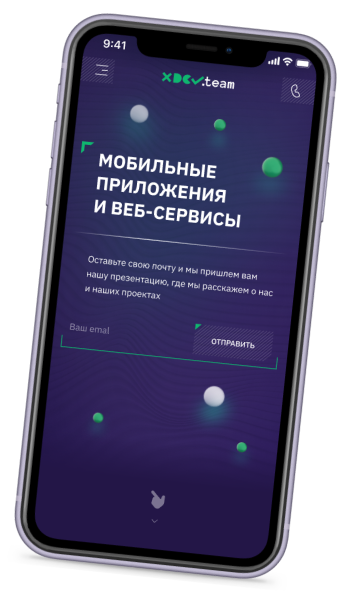 9:41
XDEV.team
МОБИЛЬНЫЕ
ПРИЛОЖЕНИЯ
И ВЕБ-СЕРВИСЫ
Оставьте свою почту и мы пришлем вам
нашу презентацию, где мы расскажем о нас
и наших проектах
Ваш emal
ОТПРАВИТЬ